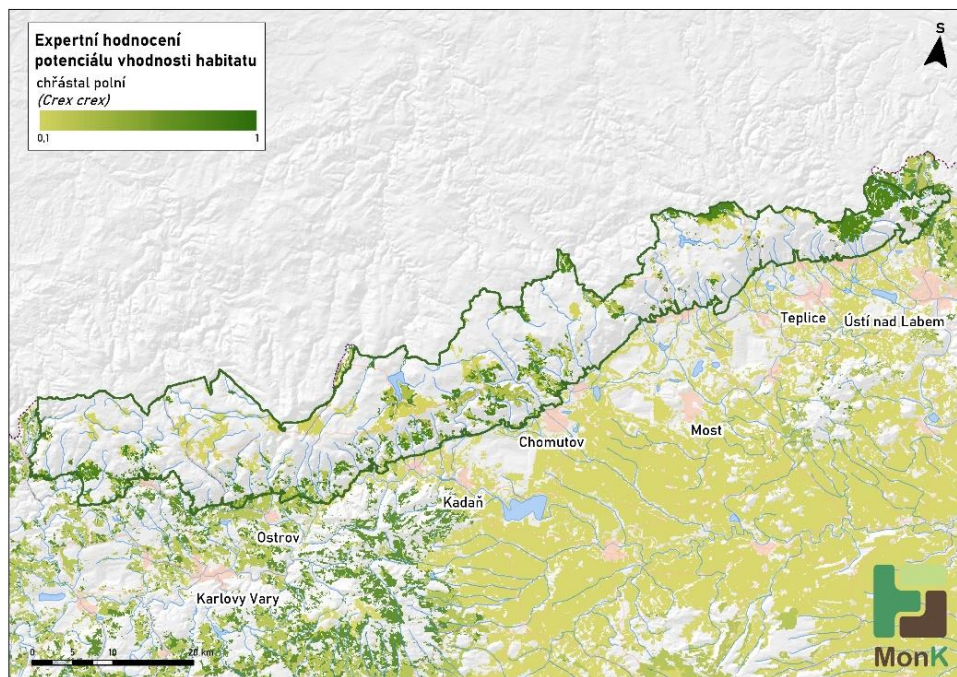 Expertní hodnocení
potenciálu vhodnosti habitatu
chřástal polní
(Crex crex)
0,1 1
S
Teplice
Ústí nad Labem
Most
Chomutov
Kadaň
Ostrov
Karlovy Vary
0 5 10 20 km
MonK